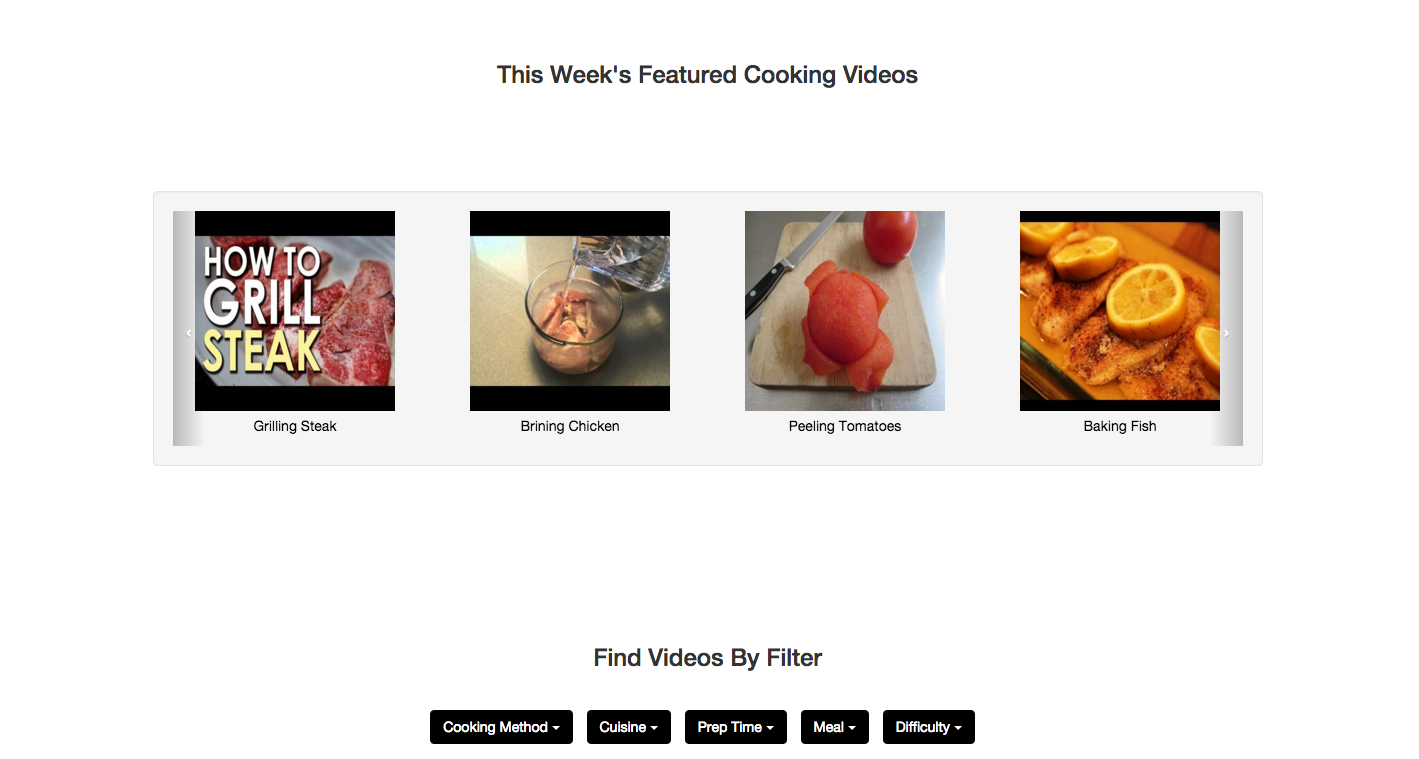 This Week's Featured Cooking Videos
HOW TO
GRILL
STEAK
Grilling Steak
Brining Chicken
Peeling Tomatoes
Baking Fish
Find Videos By Filter
Cooking Method
Cuisine
Prep Time
Meal
Difficulty